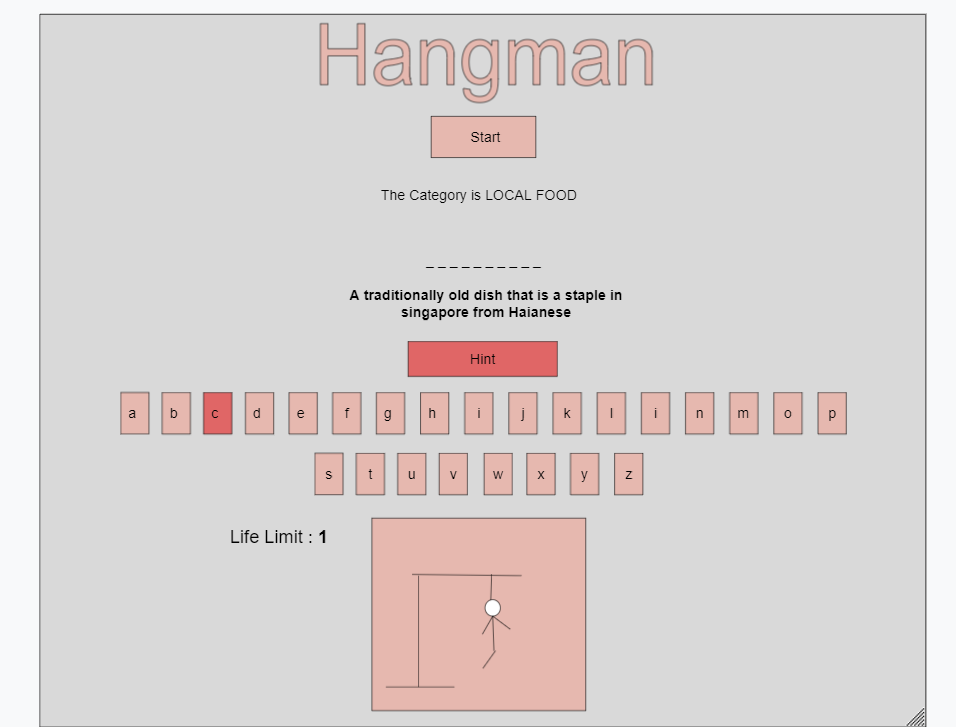 Hangman
Start
The Category is LOCAL FOOD
_ _ _ _ _ _ _ _ _ _
A traditionally old dish that is a staple in
singapore from Haianese
Hint
a b c d e f g h i j k l i n m o p
s t u v w x y z
Life Limit : 1